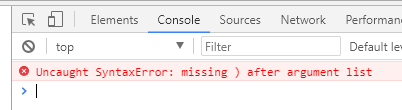 Elements Console Sources Network Performan
top Filter Default lev
Uncaught SyntaxError: missing ) after argument list
>